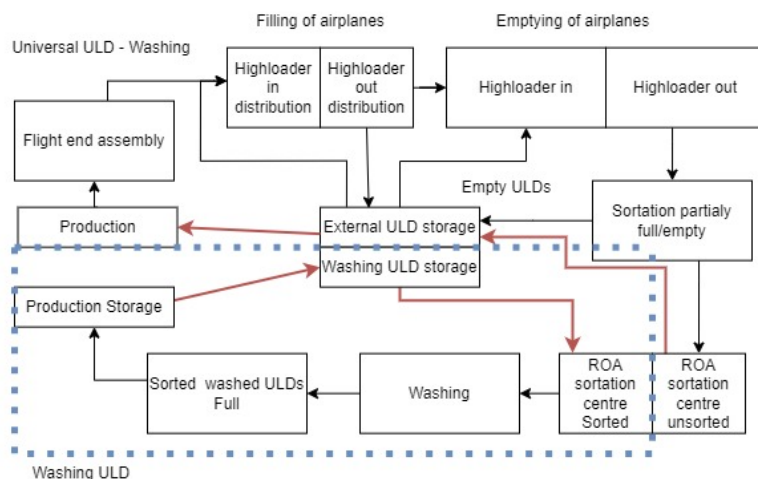 Filling of airplanes
Emptying of airplanes
Universal ULD - Washing
Highloader
in
distribution
Highloader
out
distribution
Highloader in
Highloader out
Flight end assembly
Empty ULDs
Sortation partialy
full/empty
Production
External ULD storage
Washing ULD storage
Production Storage
Sorted washed ULDs
Full
Washing
ROA
sortation
centre
Sorted
ROA
sortation
centre
unsorted
Washing ULD